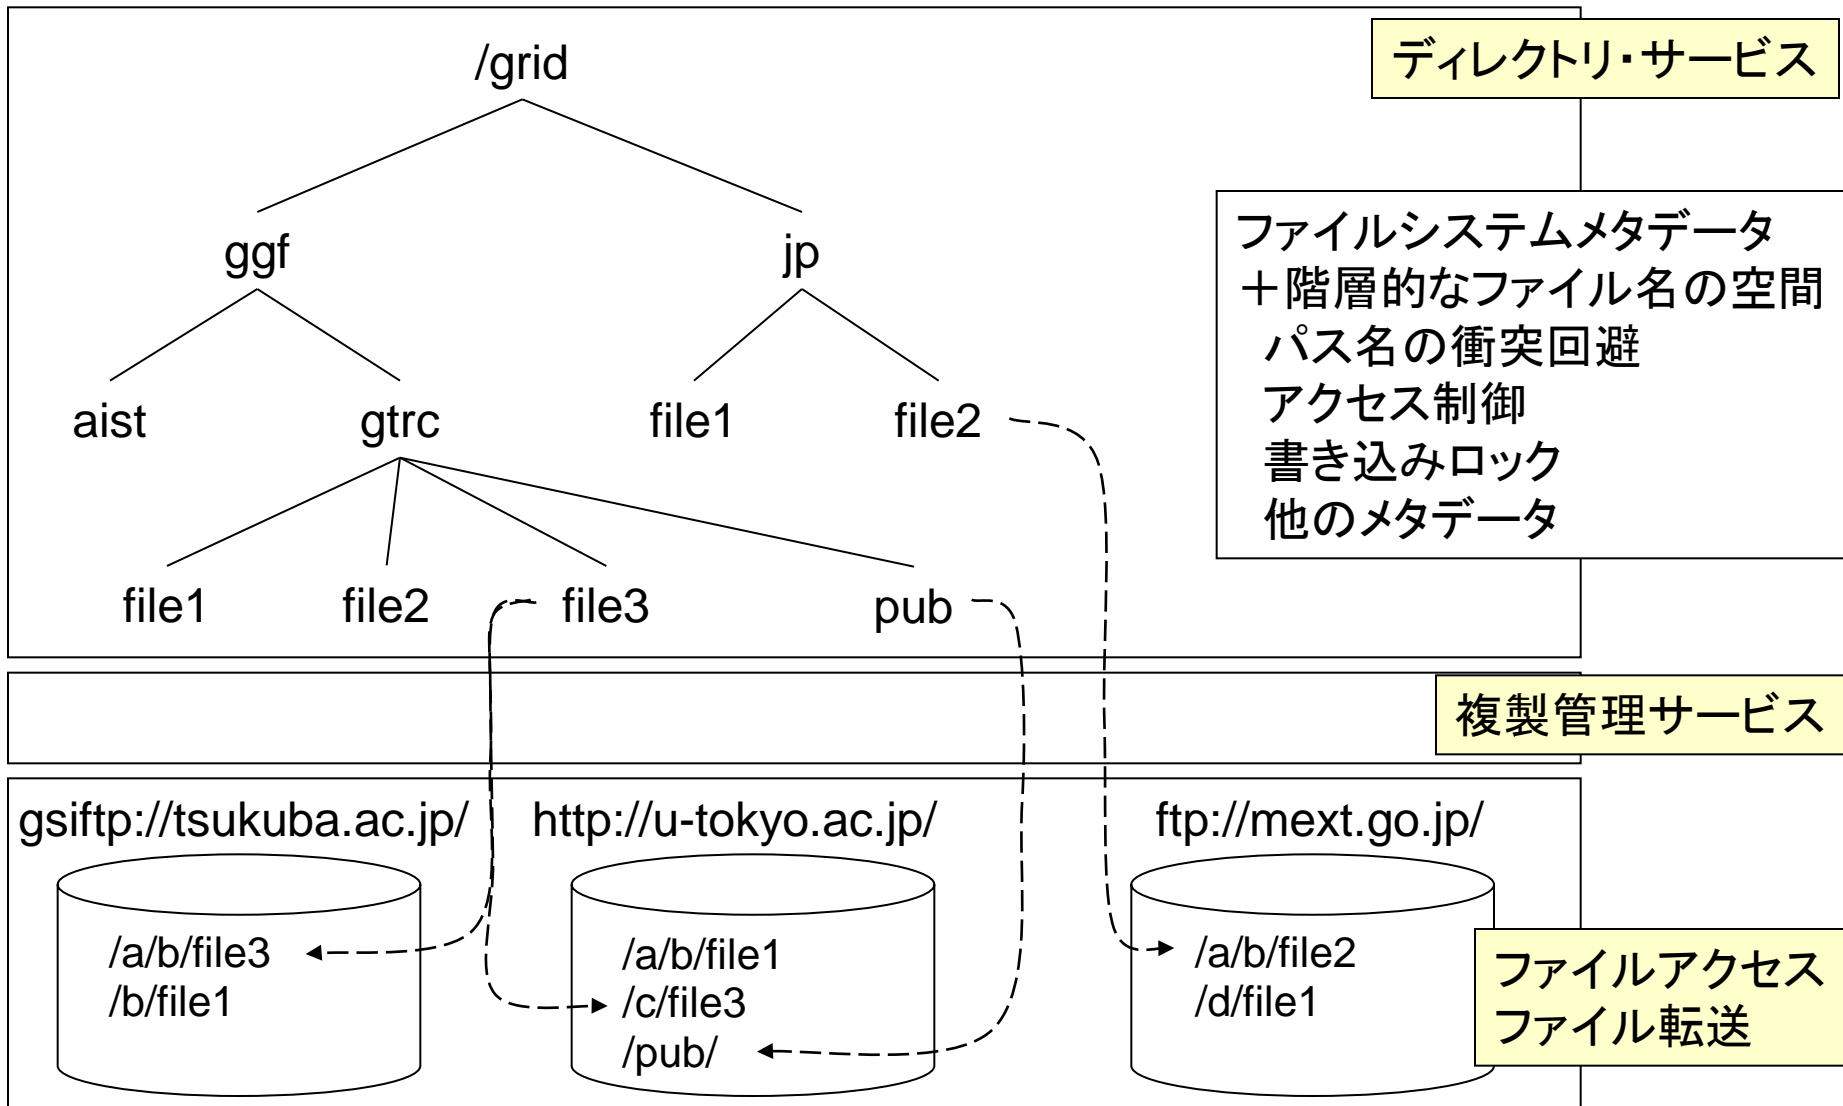 /grid
ディレクトリ・サービス
ggf
jp
ファイルシステムメタデータ
＋階層的なファイル名の空間
パス名の衝突回避
アクセス制御
書き込みロック
他のメタデータ
aist
gtrc
file1
file2
file1
file2
file3
pub
複製管理サービス
gsiftp://tsukuba.ac.jp/
http://u-tokyo.ac.jp/
ftp://mext.go.jp/
/a/b/file3
/b/file1
/a/b/file1
/c/file3
/pub/
/a/b/file2
/d/file1
ファイルアクセス
ファイル転送